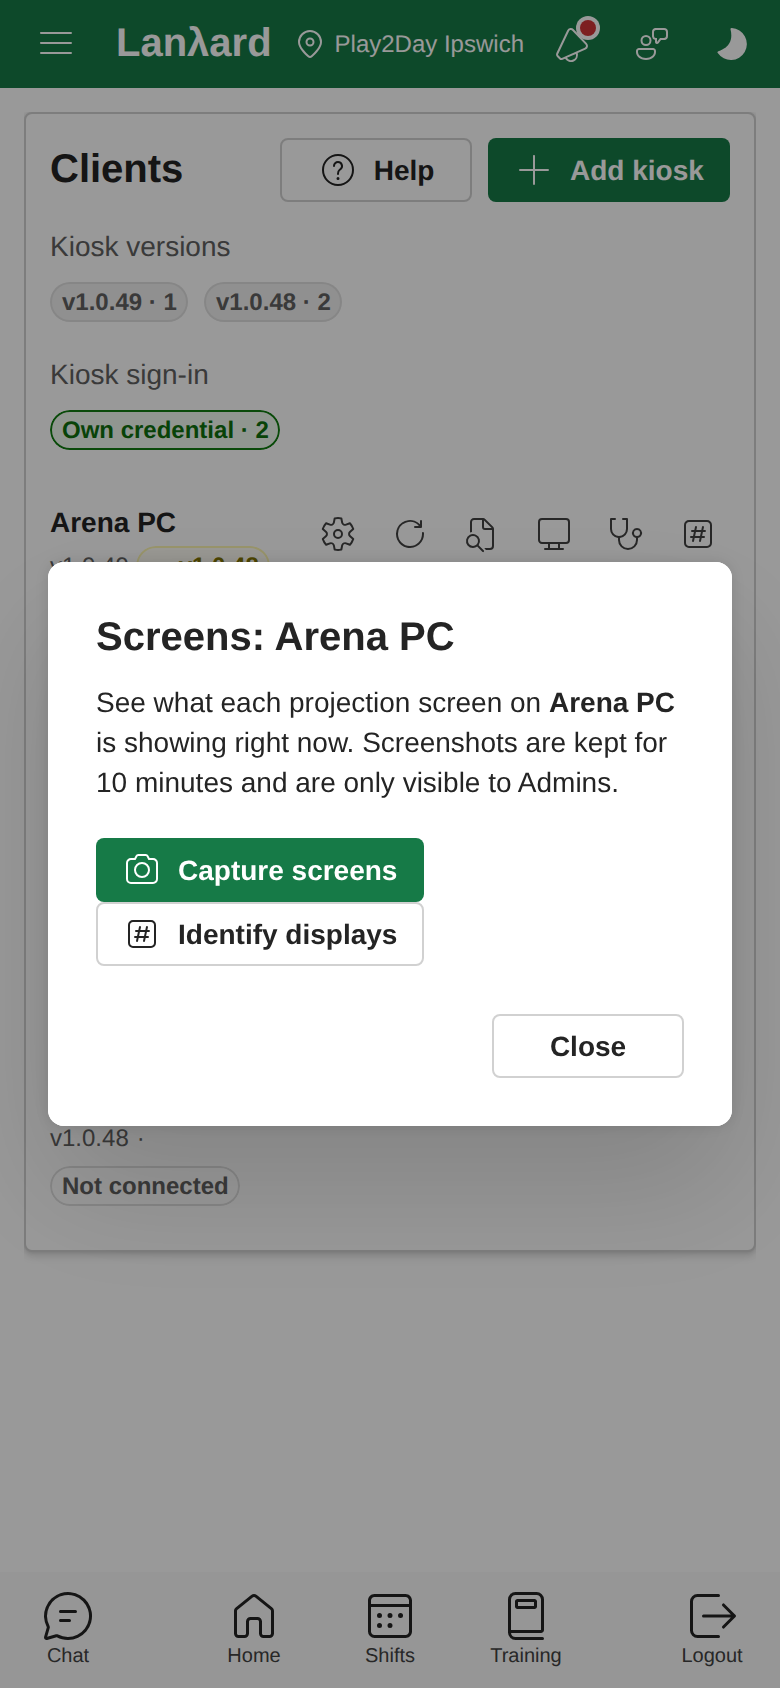 Lanλard
Play2Day Ipswich
Clients
Help
Add kiosk
Kiosk versions
v1.0.49 · 1
v1.0.48 · 2
Kiosk sign-in
Own credential · 2
Arena PC
Screens: Arena PC
See what each projection screen on Arena PC
is showing right now. Screenshots are kept for
10 minutes and are only visible to Admins.
Capture screens
Identify displays
Close
v1.0.48 ·
Not connected
Chat
Home
Shifts
Training
Logout